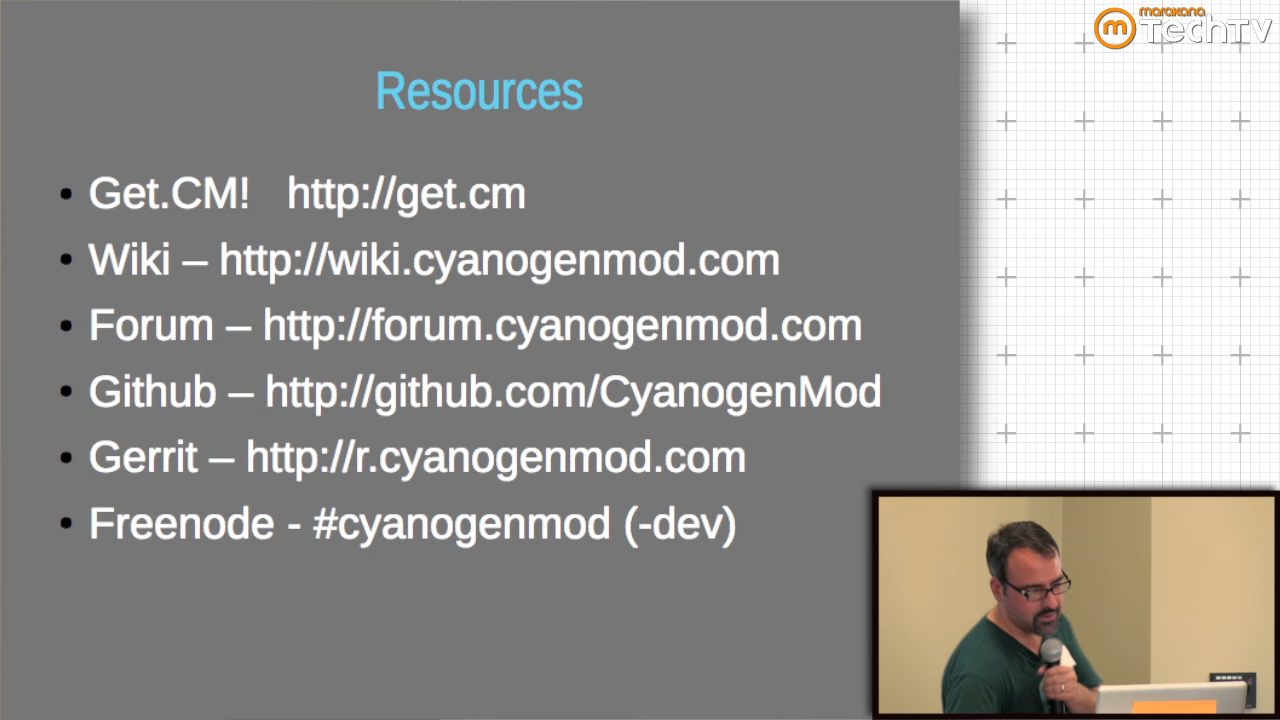 marakana
TechTV
Resources
• Get.CM! http://get.cm
• Wiki – http://wiki.cyanogenmod.com
• Forum – http://forum.cyanogenmod.com
• Github – http://github.com/CyanogenMod
• Gerrit – http://r.cyanogenmod.com
• Freenode - #cyanogenmod (-dev)